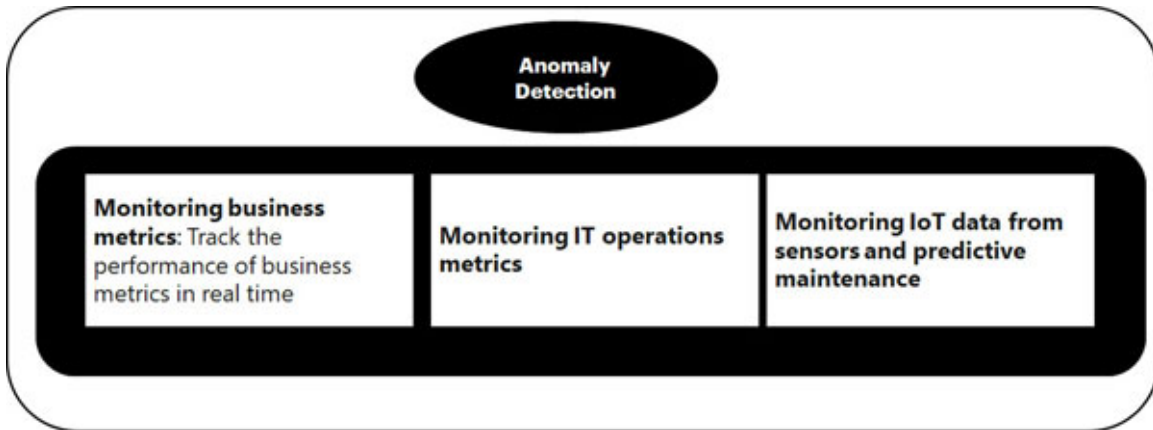 Anomaly
Detection
Monitoring business
metrics: Track the
performance of business
metrics in real time
Monitoring IT operations
metrics
Monitoring IoT data from
sensors and predictive
maintenance